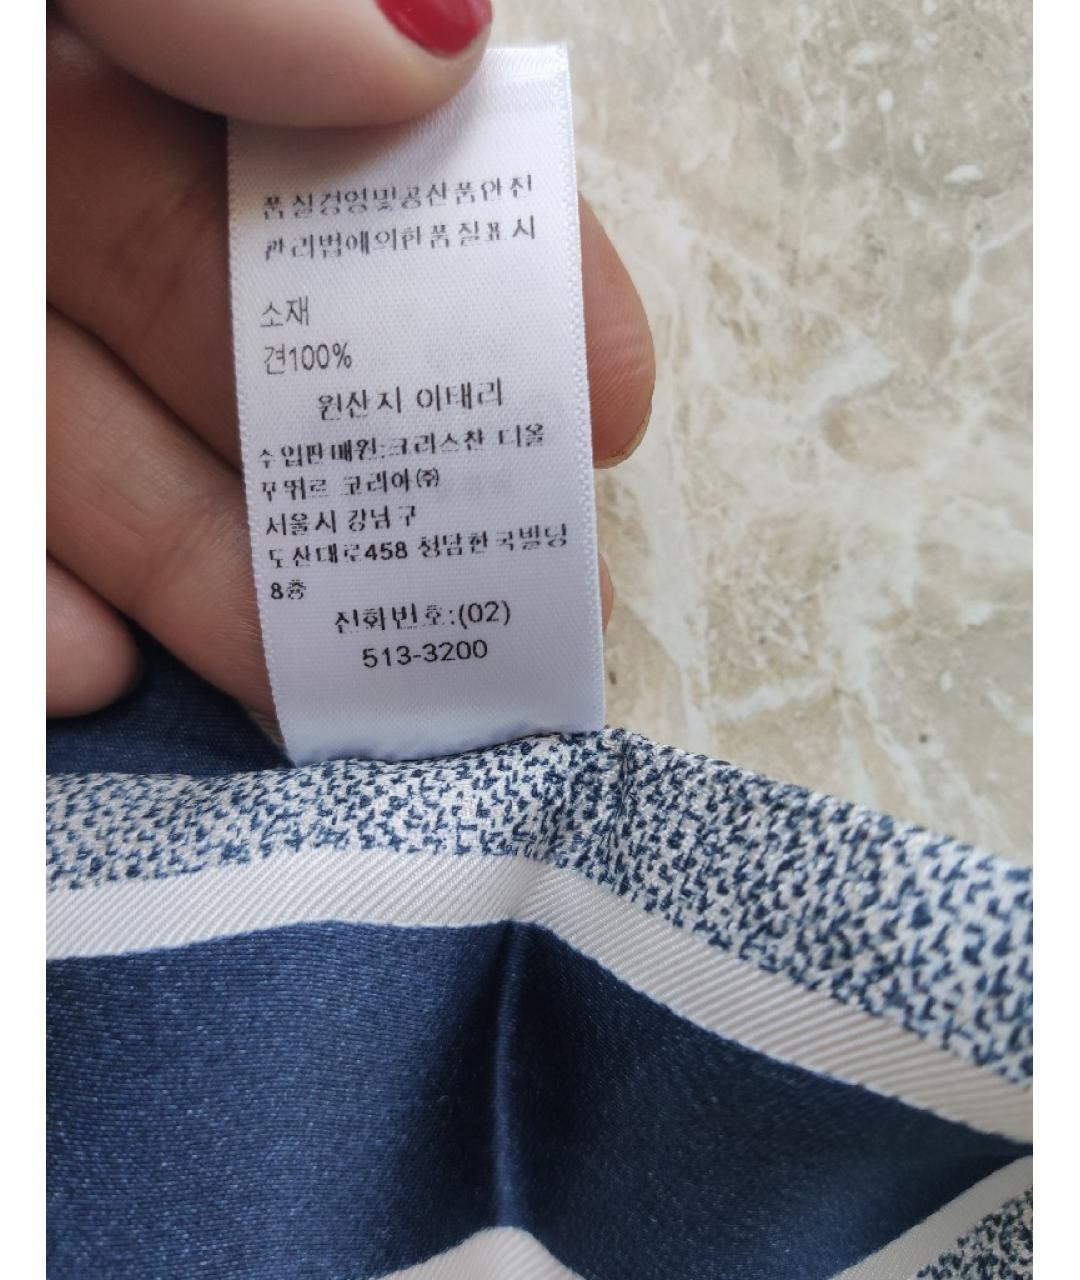 품실경영및공산품안전
관리법에의한품질표시
소재
견100%
원산지 이태리
수입판매원:크리스찬 디올
꾸뛰르 코리아㈜
서울시 강남구
도산대로458 청담한국빌딩
8층
전화번호:(02)
513-3200